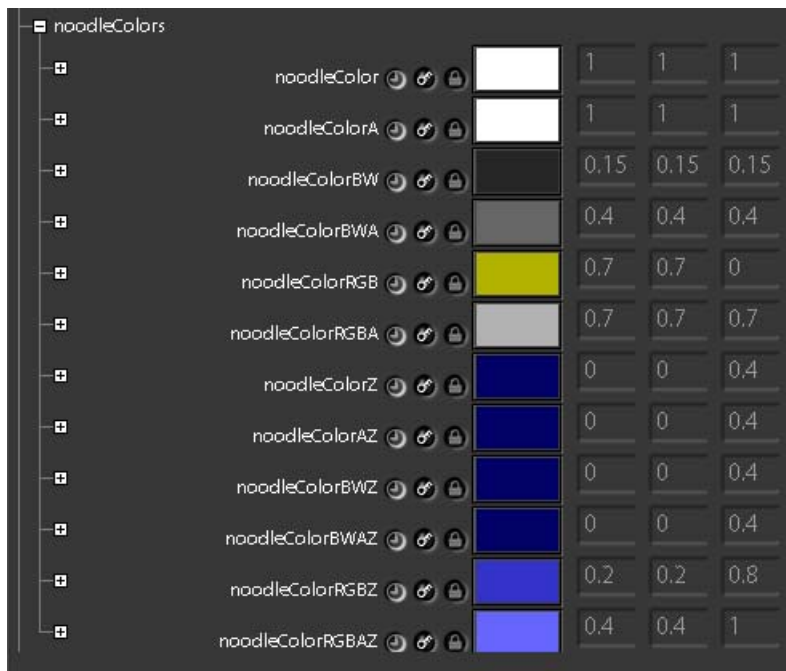 noodleColors
noodleColor 1 1 1
noodleColorA 1 1 1
noodleColorBW 0.15 0.15 0.15
noodleColorBWA 0.4 0.4 0.4
noodleColorRGB 0.7 0.7 0
noodleColorRGBA 0.7 0.7 0.7
noodleColorZ 0 0 0.4
noodleColorAZ 0 0 0.4
noodleColorBWZ 0 0 0.4
noodleColorBWAZ 0 0 0.4
noodleColorRGBZ 0.2 0.2 0.8
noodleColorRGBAZ 0.4 0.4 1